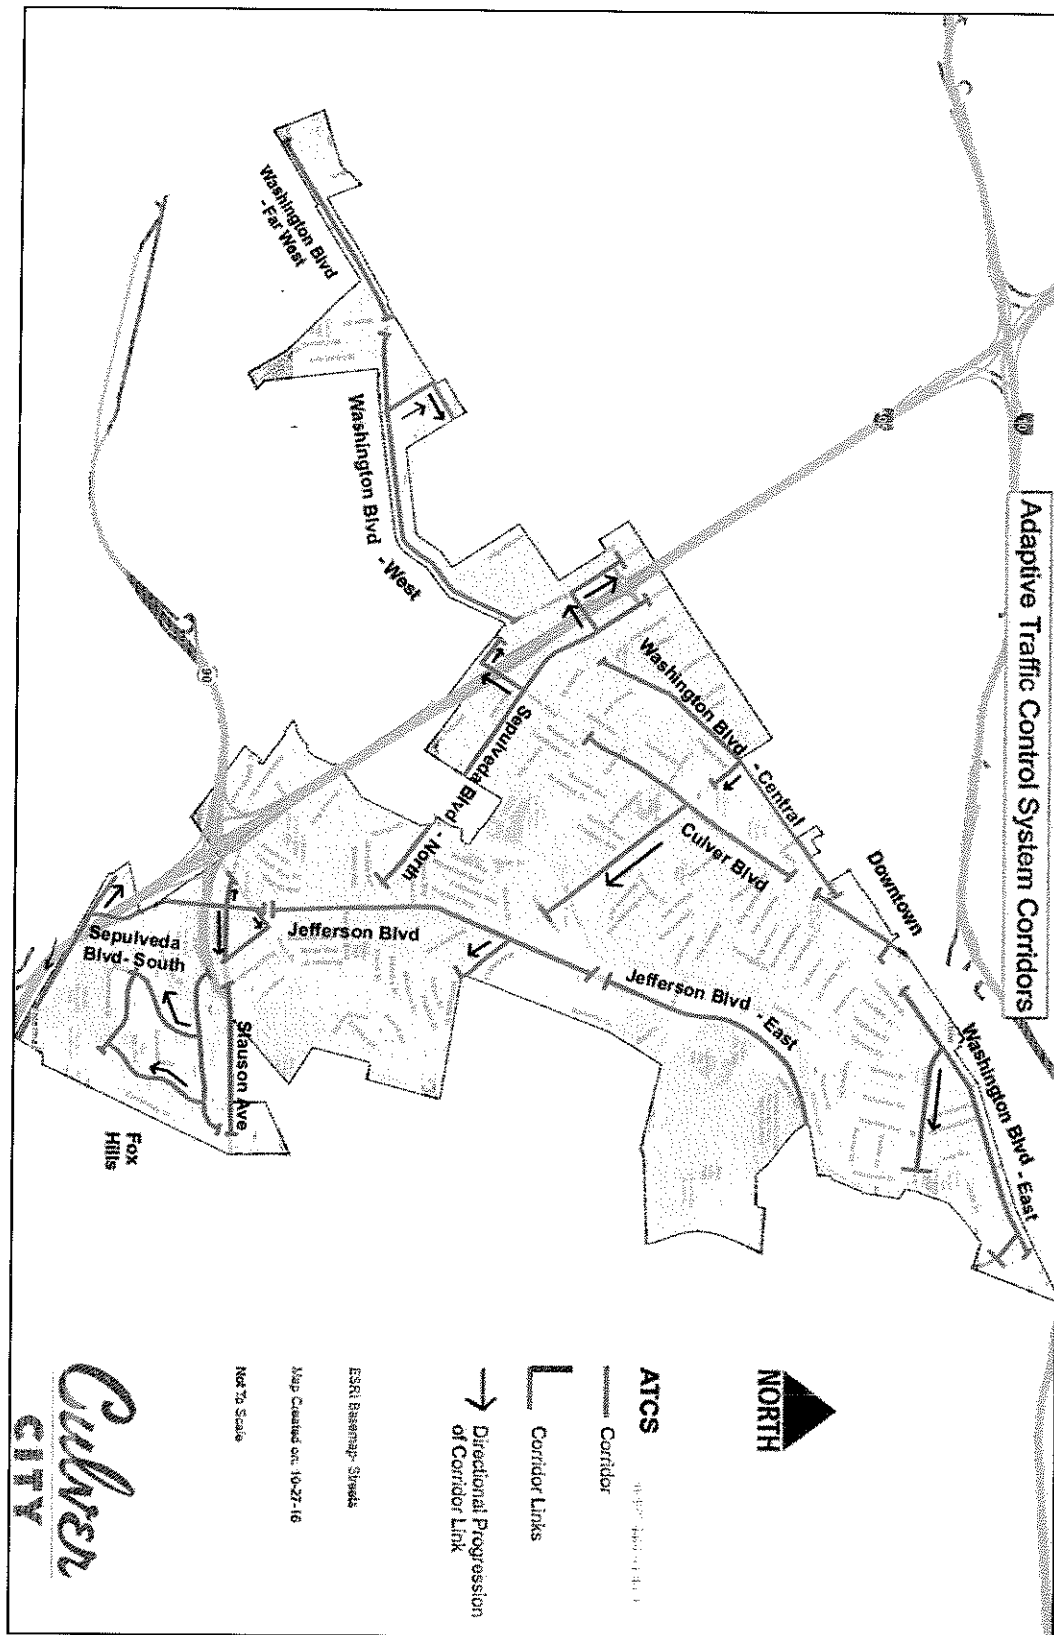 Adaptive Traffic Control System Corridors
Washington Blvd
- Far West
Washington Blvd - West
Washington Blvd - Central
Sepulveda Blvd - North
Culver Blvd
Downtown
Washington Blvd - East
Jefferson Blvd
Jefferson Blvd - East
Sepulveda
Blvd- South
Slauson Ave
Fox
Hills
90
NORTH
ATCS
Corridor
Corridor Links
Directional Progression
of Corridor Link
ESRI Basemap- Streets
Map Created on: 10-27-16
Not To Scale
Culver
CITY